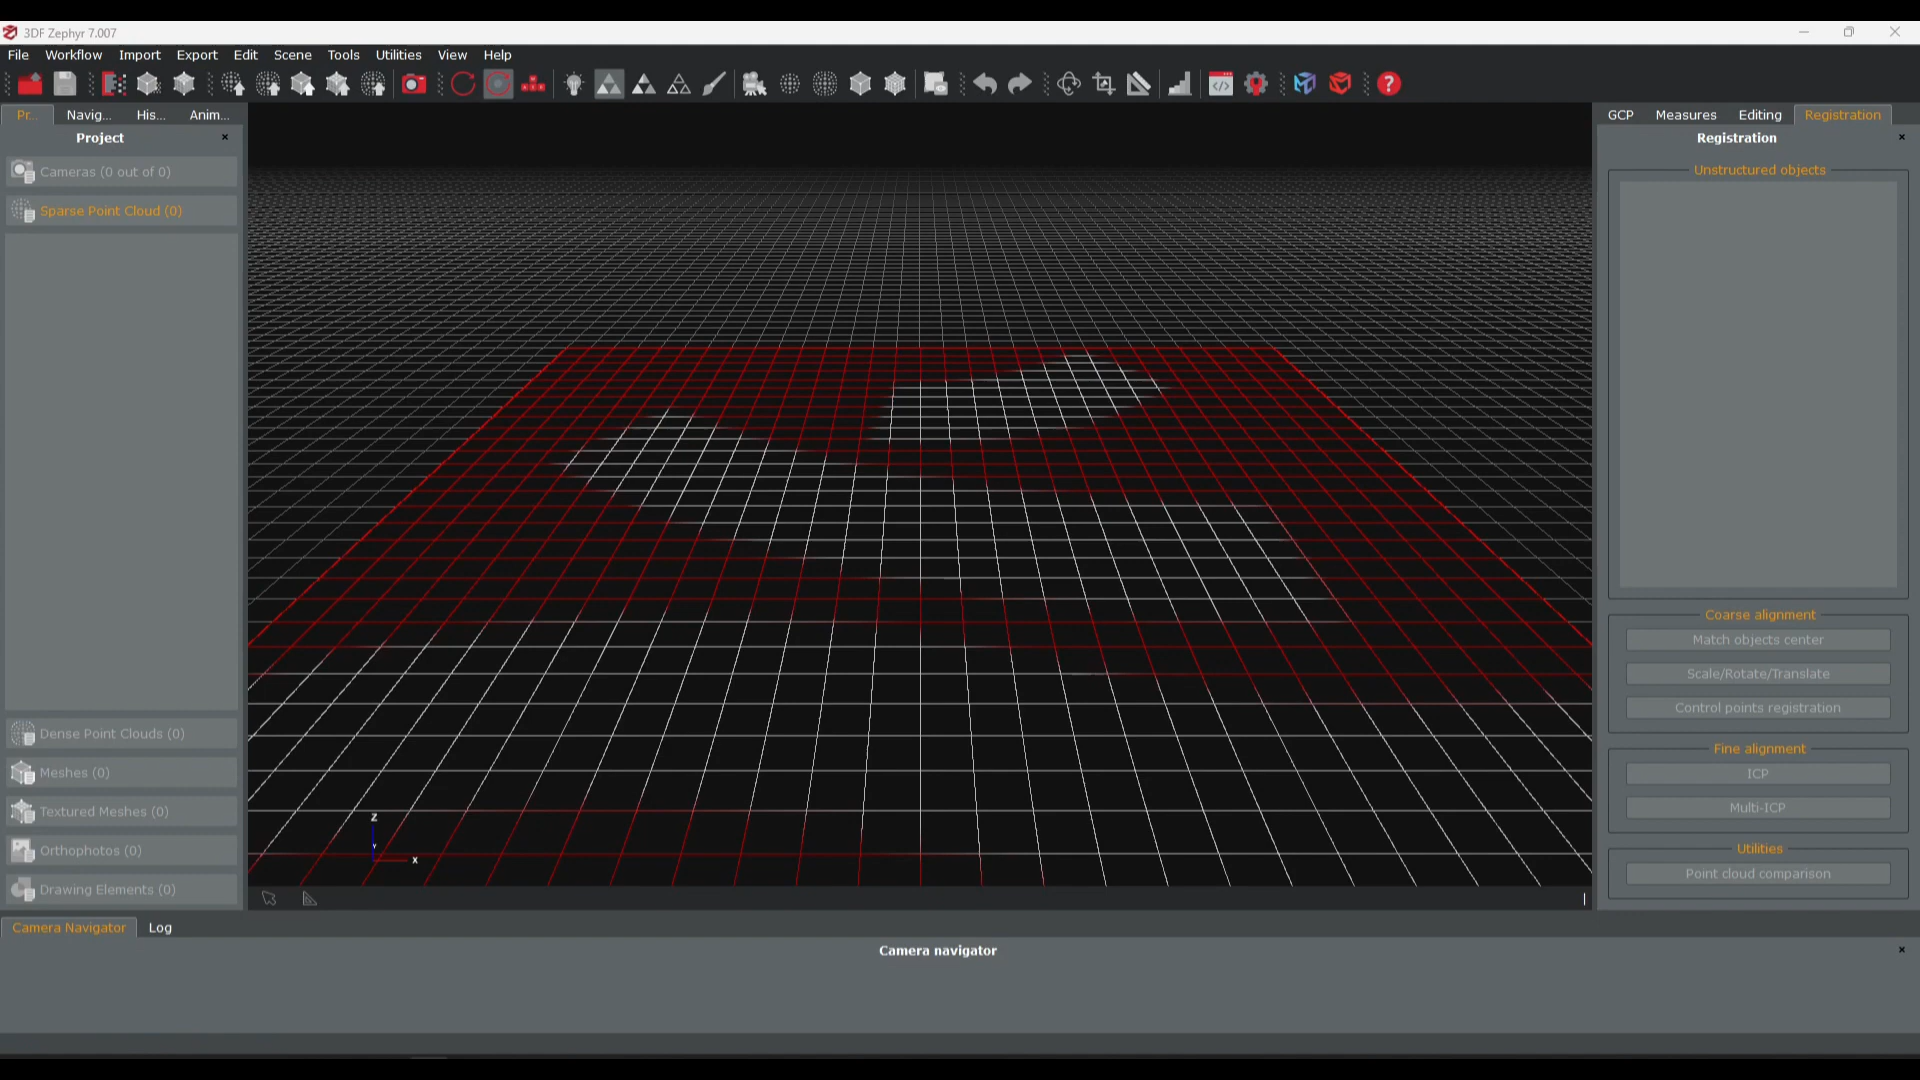 3DF Zephyr 7.007
File Workflow Import Export Edit Scene Tools Utilities View Help
Pr... Navig... His... Anim...
Project
Cameras (0 out of 0)
Sparse Point Cloud (0)
Dense Point Clouds (0)
Meshes (0)
Textured Meshes (0)
Orthophotos (0)
Drawing Elements (0)
Z
Y
X
GCP Measures Editing Registration
Registration
Unstructured objects
Coarse alignment
Match objects center
Scale/Rotate/Translate
Control points registration
Fine alignment
ICP
Multi-ICP
Utilities
Point cloud comparison
Camera Navigator Log
Camera navigator